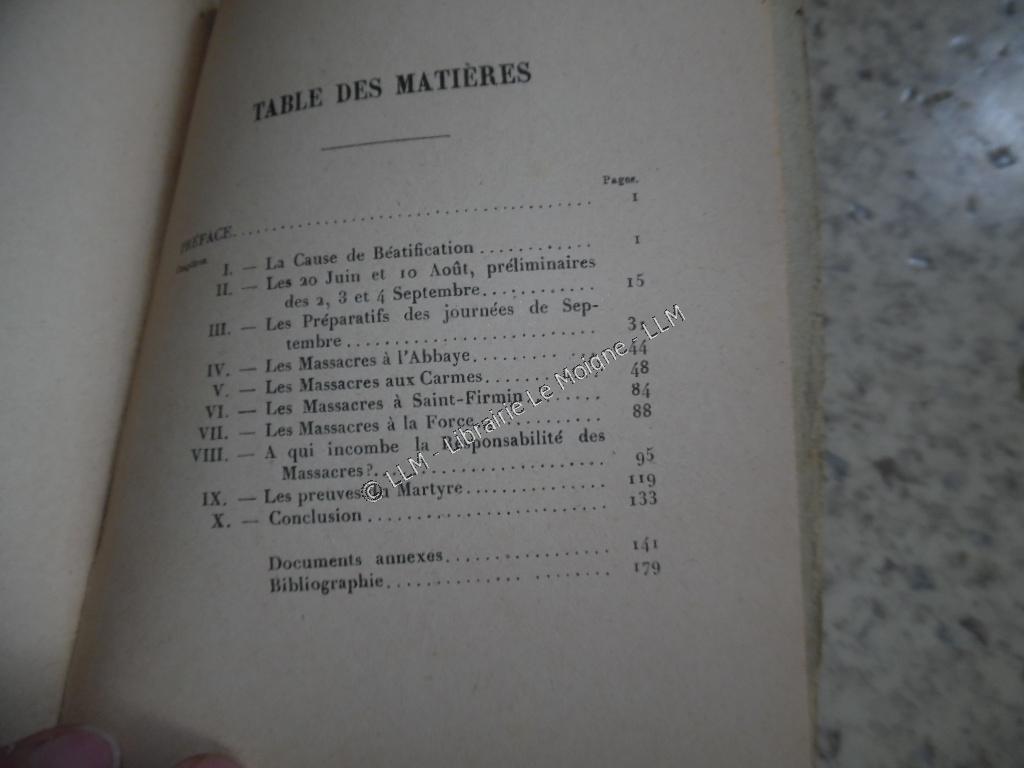 TABLE DES MATIÈRES
Pages.
PRÉFACE........................................ I
Chapitres.
I. — La Cause de Béatification ............ 1
II. — Les 20 Juin et 10 Août, préliminaires
des 2, 3 et 4 Septembre............ 15
III. — Les Préparatifs des journées de Sep-
tembre..........................
IV. — Les Massacres à l'Abbaye.......... 44
V. — Les Massacres aux Carmes.......... 48
VI. — Les Massacres à Saint-Firmin....... 84
VII. — Les Massacres à la Force........... 88
VIII. — A qui incombe la Responsabilité des
Massacres?...................... 95
IX. — Les preuves Martyre............... 119
X. — Conclusion........................ 133
Documents annexes................. 141
Bibliographie...................... 179
© LLM - Librairie Le Moigne - LLM